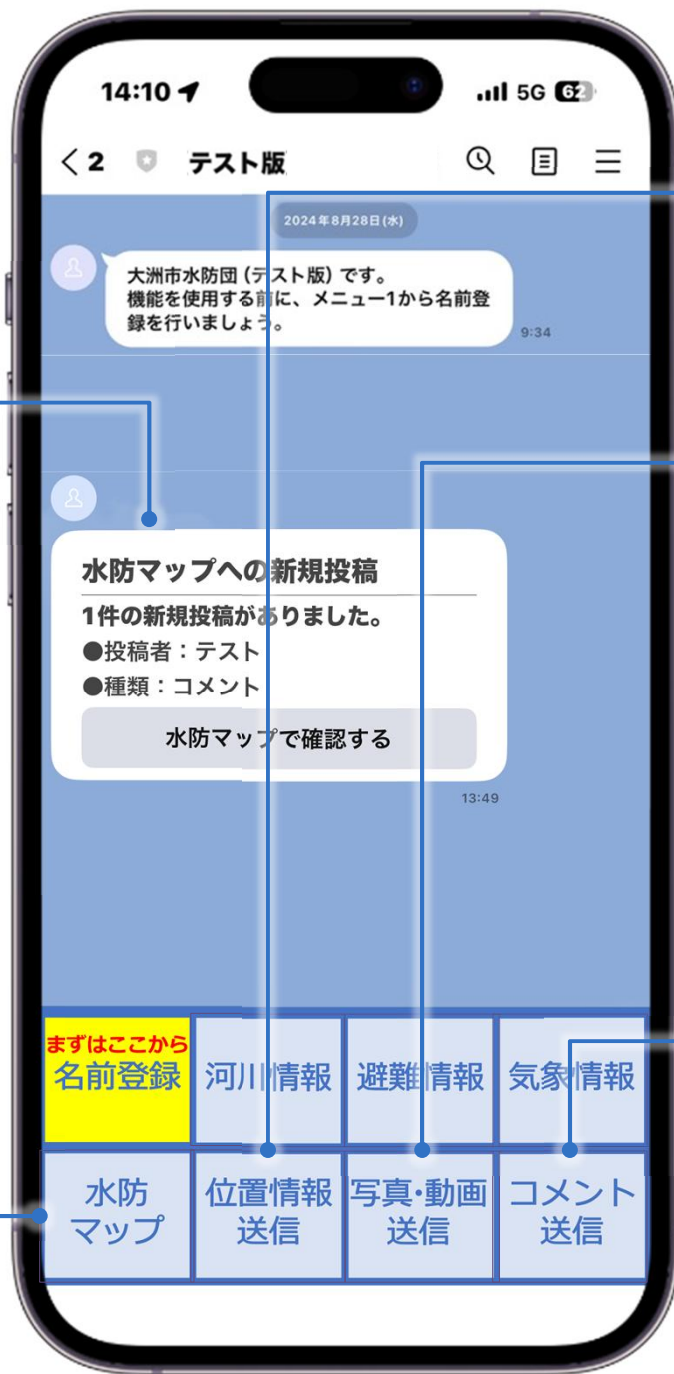 14:10
5G 62
2 テスト版
2024年8月28日(水)
大洲市水防団(テスト版)です。
機能を使用する前に、メニュー1から名前登
録を行いましょう。
9:34
水防マップへの新規投稿
1件の新規投稿がありました。
●投稿者:テスト
●種類:コメント
水防マップで確認する
13:49
まずはここから
名前登録
河川情報
避難情報
気象情報
水防
マップ
位置情報
送信
写真・動画
送信
コメント
送信